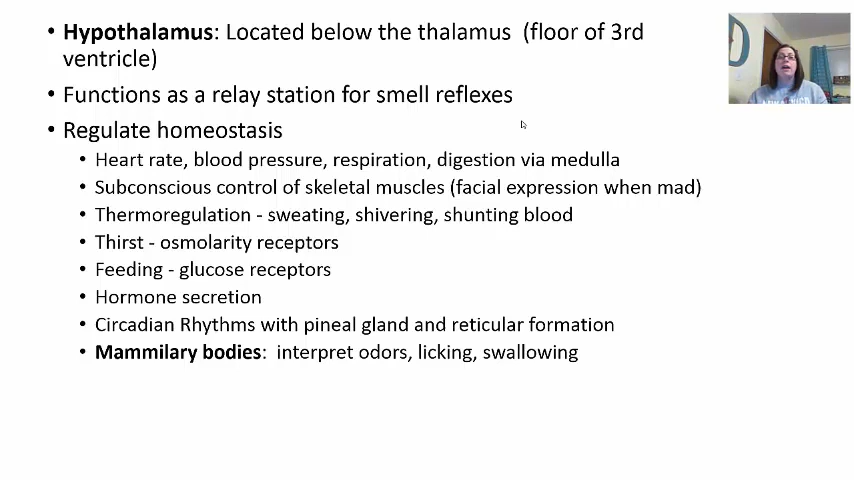 • Hypothalamus: Located below the thalamus (floor of 3rd
ventricle)
• Functions as a relay station for smell reflexes
• Regulate homeostasis
• Heart rate, blood pressure, respiration, digestion via medulla
• Subconscious control of skeletal muscles (facial expression when mad)
• Thermoregulation - sweating, shivering, shunting blood
• Thirst - osmolarity receptors
• Feeding - glucose receptors
• Hormone secretion
• Circadian Rhythms with pineal gland and reticular formation
• Mammilary bodies: interpret odors, licking, swallowing